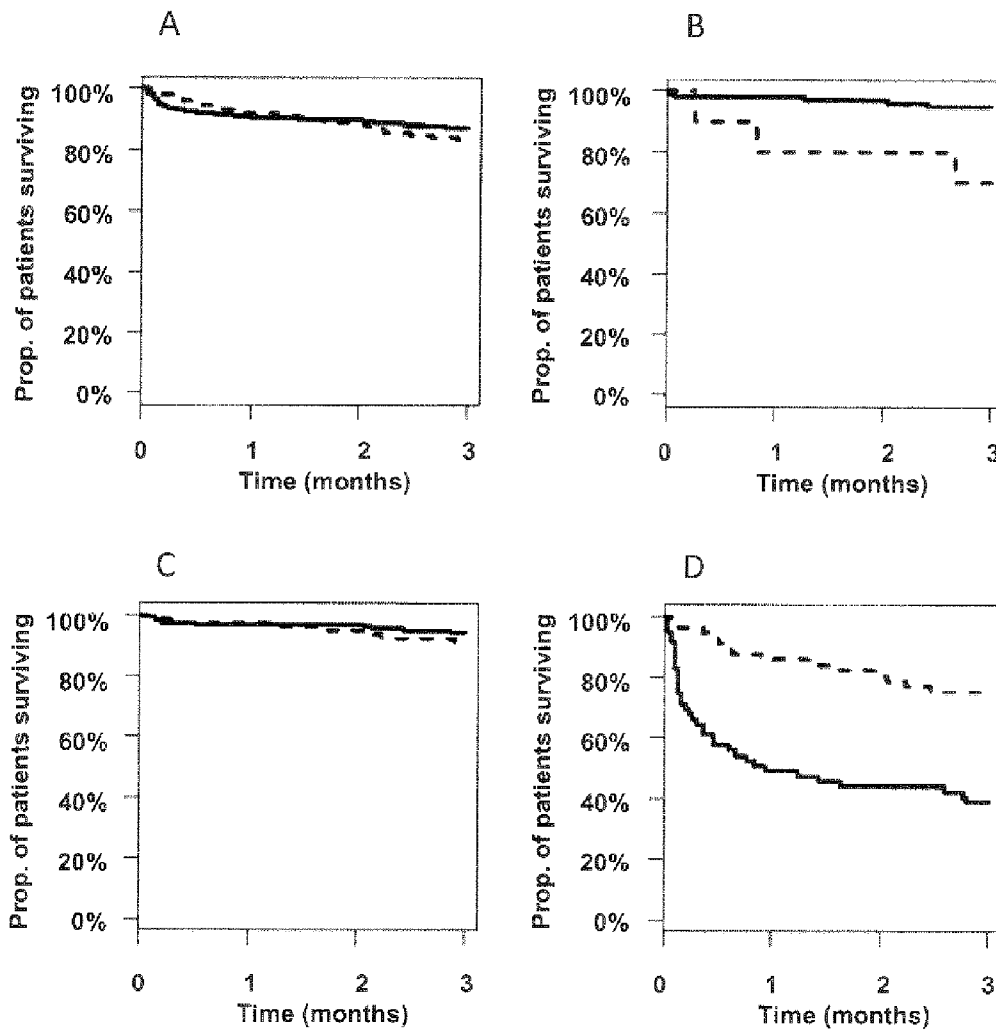 A
Prop. of patients surviving
100%
80%
60%
40%
20%
0%
0 1 2 3
Time (months)
B
Prop. of patients surviving
100%
80%
60%
40%
20%
0%
0 1 2 3
Time (months)
C
Prop. of patients surviving
100%
80%
60%
40%
20%
0%
0 1 2 3
Time (months)
D
Prop. of patients surviving
100%
80%
60%
40%
20%
0%
0 1 2 3
Time (months)